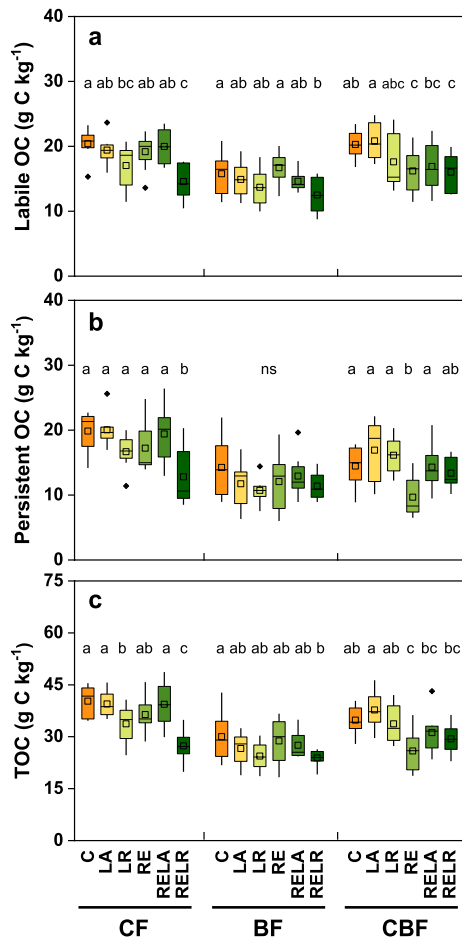 a
Labile OC (g C kg-1)
40
30
20
10
0
a ab bc ab ab c
ab ab ab a ab b
ab a abc c c c
b
Persistent OC (g C kg-1)
40
30
20
10
0
a a a a a b
ns
a a a b a ab
c
TOC (g C kg-1)
75
60
45
30
15
0
a a b ab a c
a ab ab ab ab b
ab a ab c bc bc
C LA LR RE RELA RELR C LA LR RE RELA RELR C LA LR RE RELA RELR
CF BF CBF